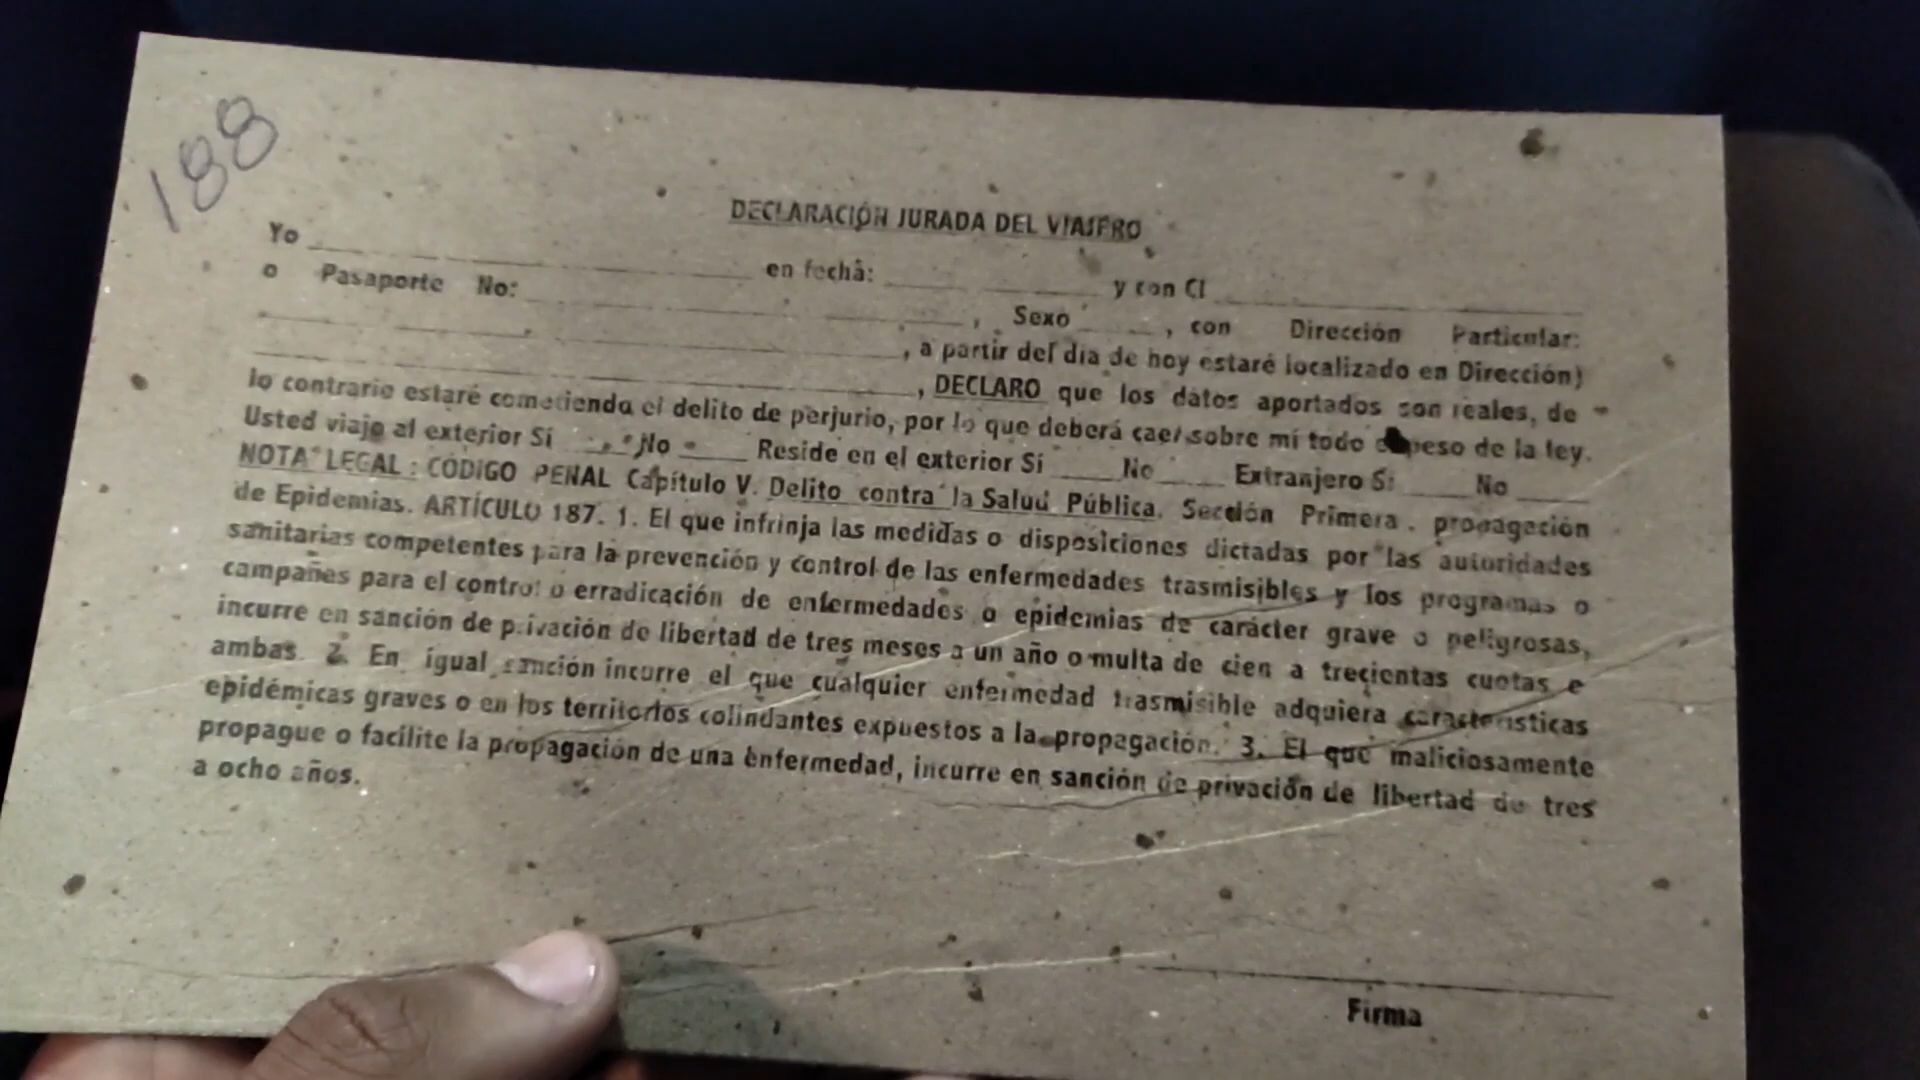 188
DECLARACIÓN JURADA DEL VIAJERO
Yo en fecha: y con CI
o Pasaporte No: , Sexo , con Dirección Particular:
, a partir del día de hoy estaré localizado en Dirección)
, DECLARO que los datos aportados son reales, de
lo contrario estaré cometiendo el delito de perjurio, por lo que deberá caer sobre mí todo el peso de la ley.
Usted viajo al exterior Sí No Reside en el exterior Sí No Extranjero Sí No
NOTA LEGAL: CÓDIGO PENAL Capítulo V. Delito contra la Salud Pública. Sección Primera. propagación
de Epidemias. ARTÍCULO 187. 1. El que infrinja las medidas o disposiciones dictadas por las autoridades
sanitarias competentes para la prevención y control de las enfermedades trasmisibles y los programas o
campañas para el control o erradicación de enfermedades o epidemias de carácter grave o peligrosas,
incurre en sanción de privación de libertad de tres meses a un año o multa de cien a trecientas cuotas e
ambas. 2. En igual sanción incurre el que cualquier enfermedad trasmisible adquiera características
epidémicas graves o en los territorios colindantes expuestos a la propagación. 3. El que maliciosamente
propague o facilite la propagación de una enfermedad, incurre en sanción de privación de libertad de tres
a ocho años.
Firma